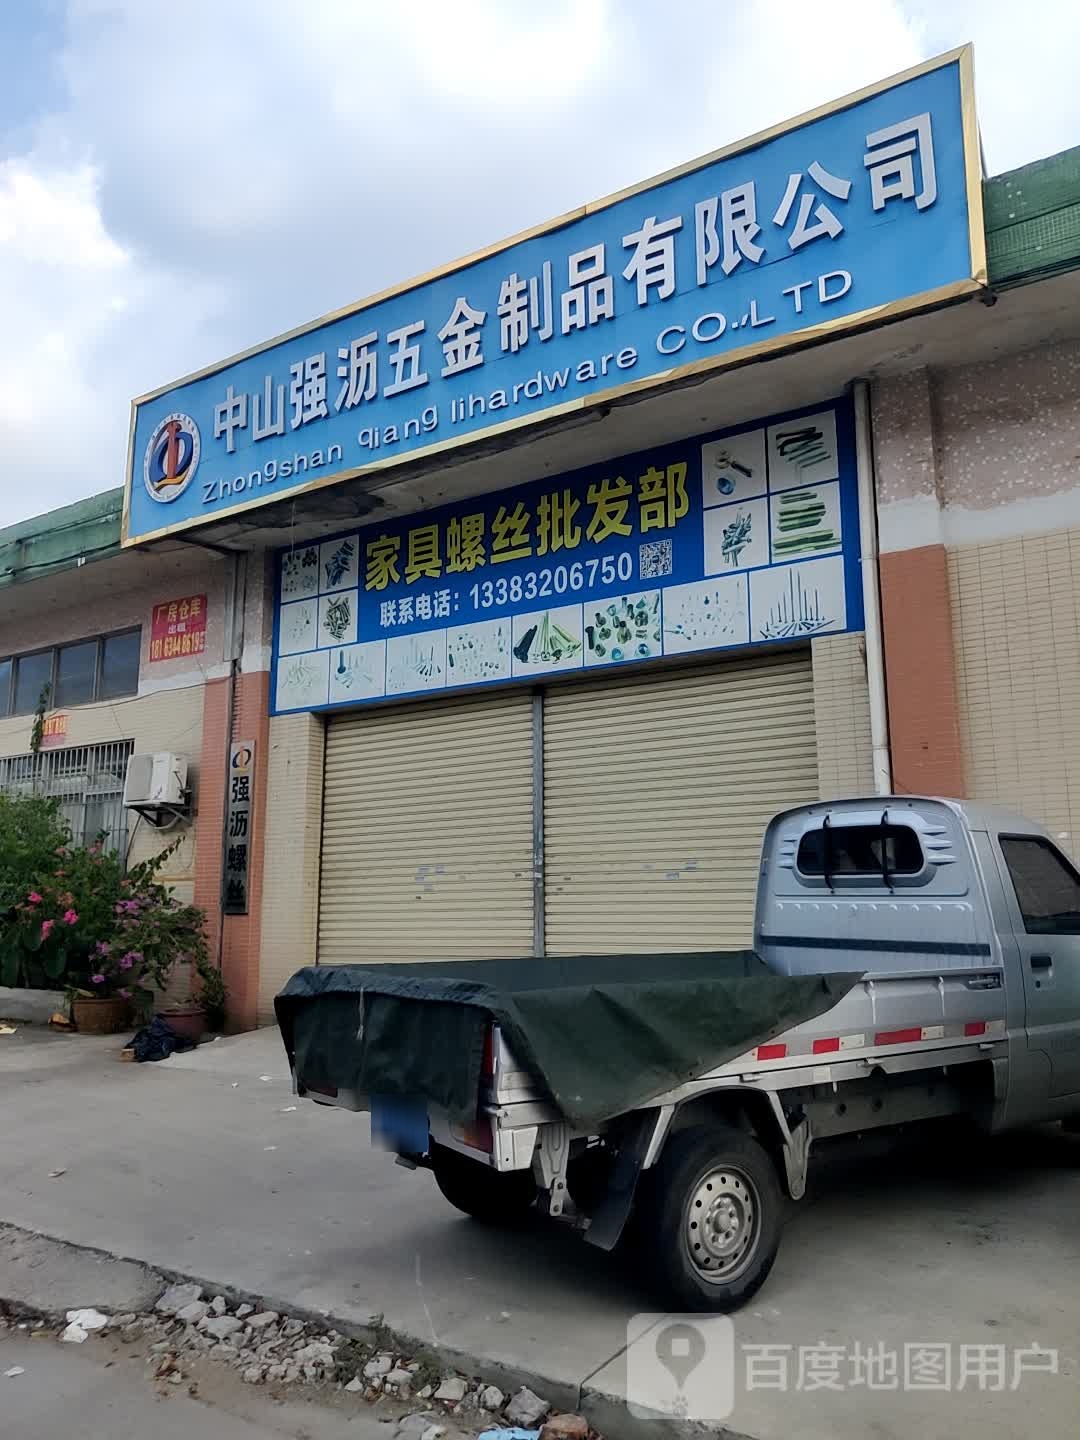 中山强沥五金制品有限公司
Zhongshan qiang lihardware CO.,LTD
家具螺丝批发部
联系电话：13383206750
厂房仓库
出租
强沥螺丝
百度地图用户